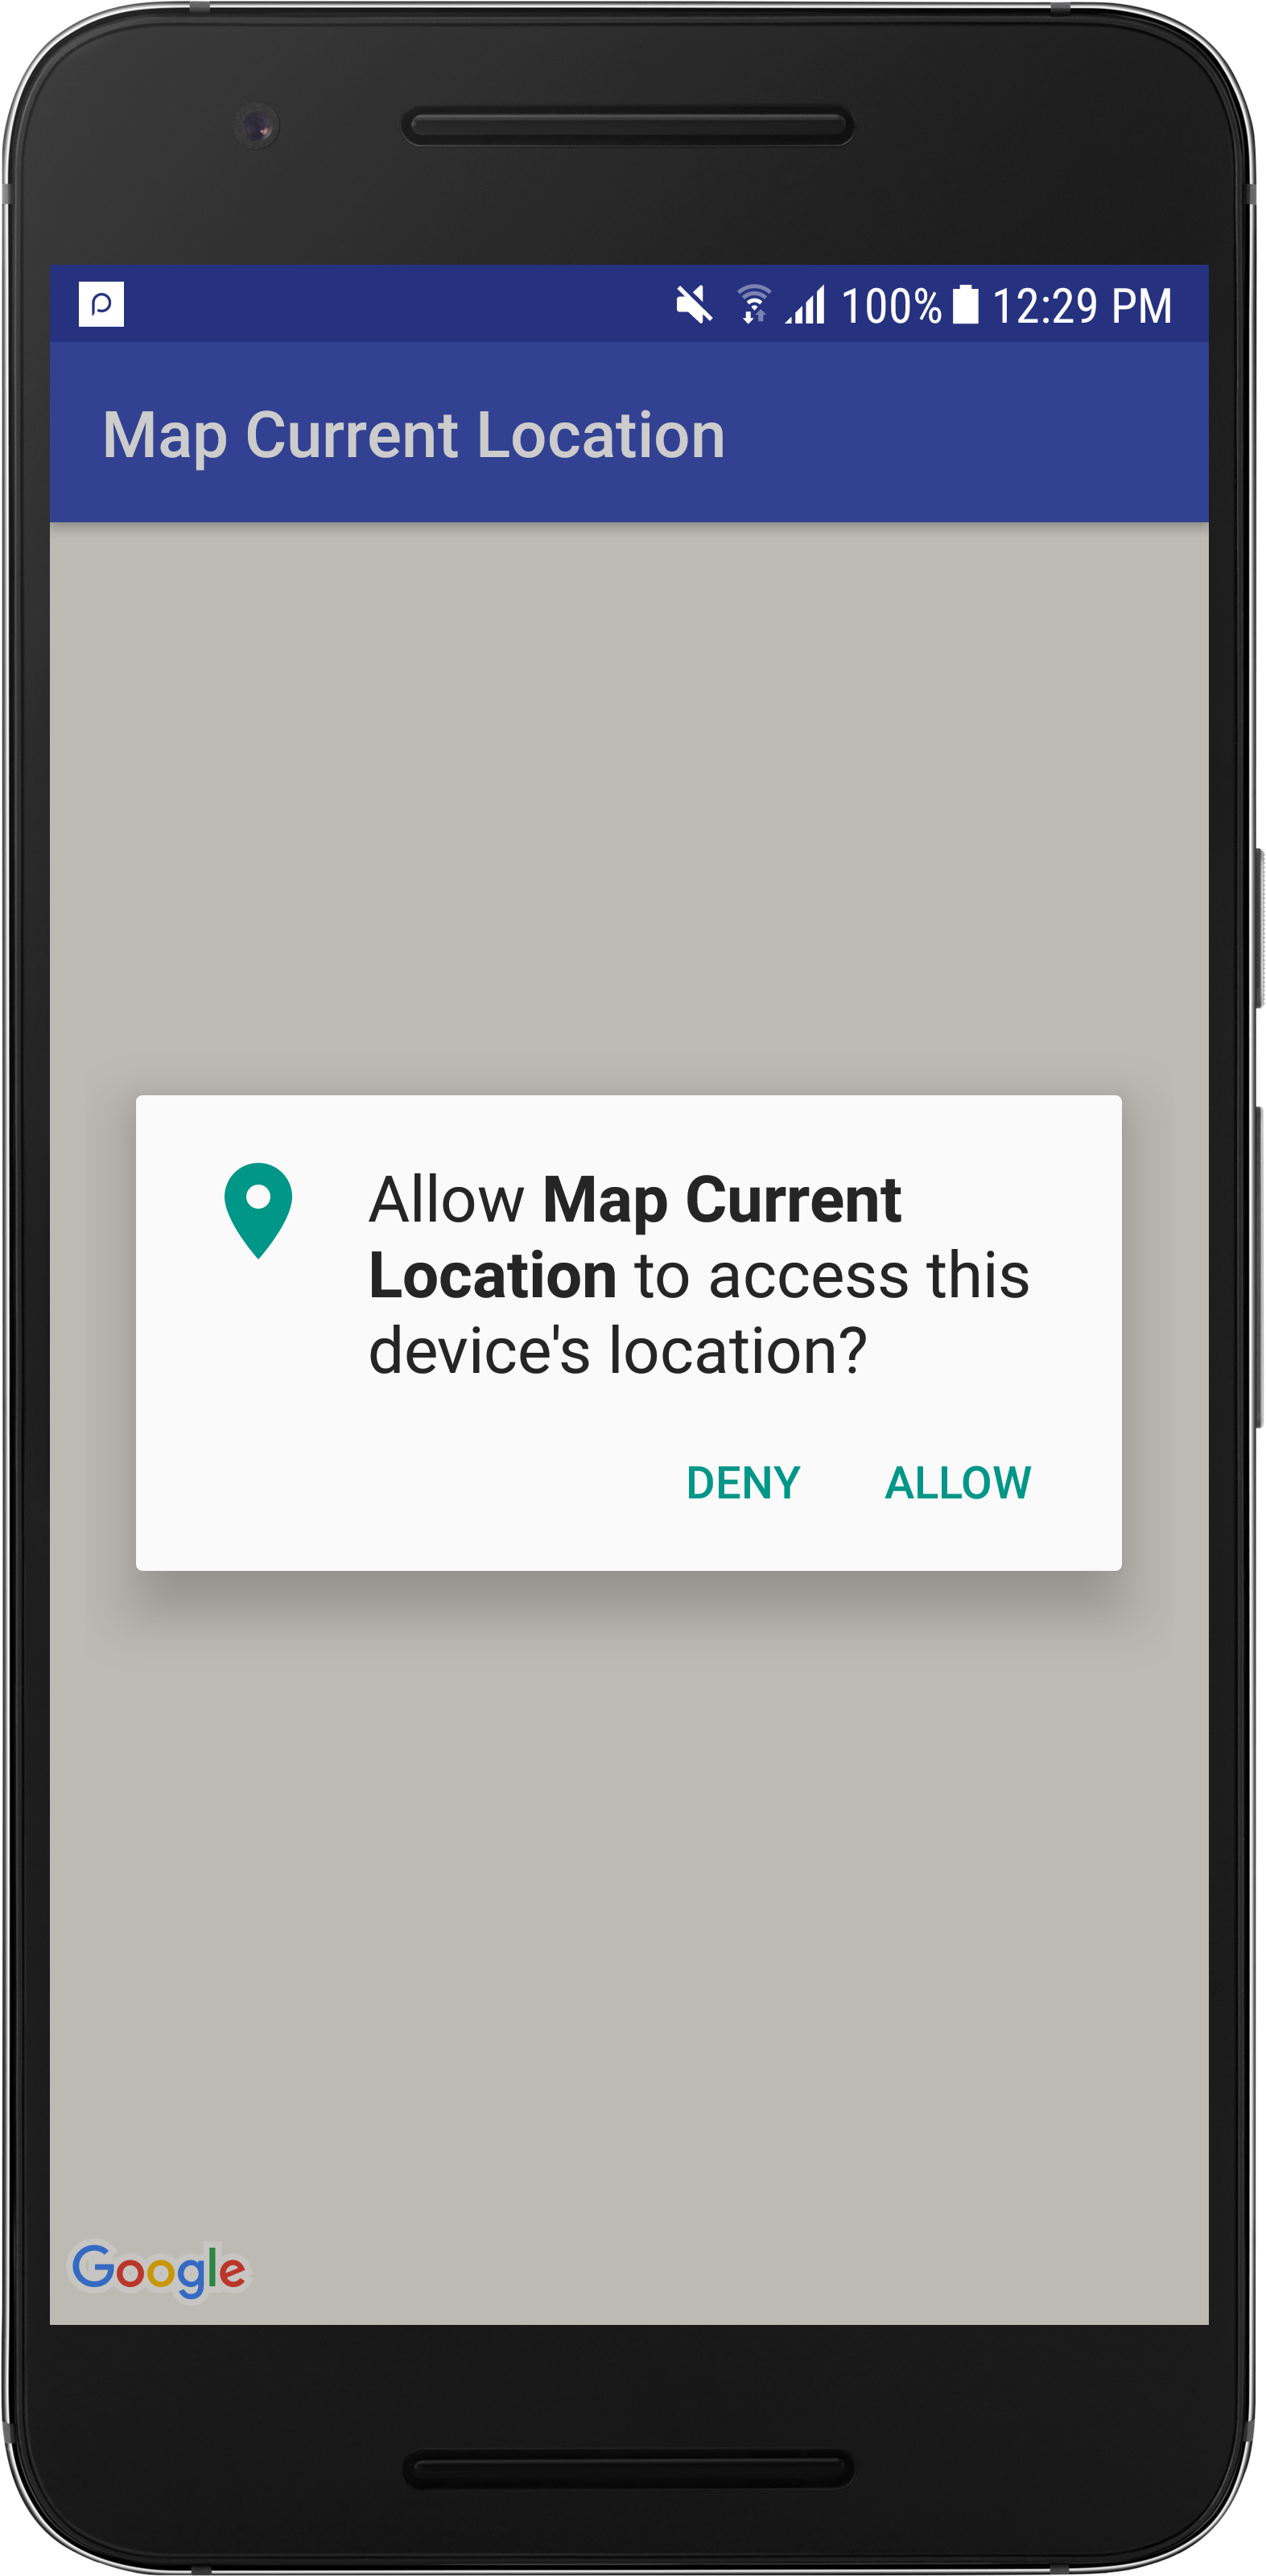 100% 12:29 PM
Map Current Location
Allow Map Current
Location to access this
device's location?
DENY ALLOW
Google